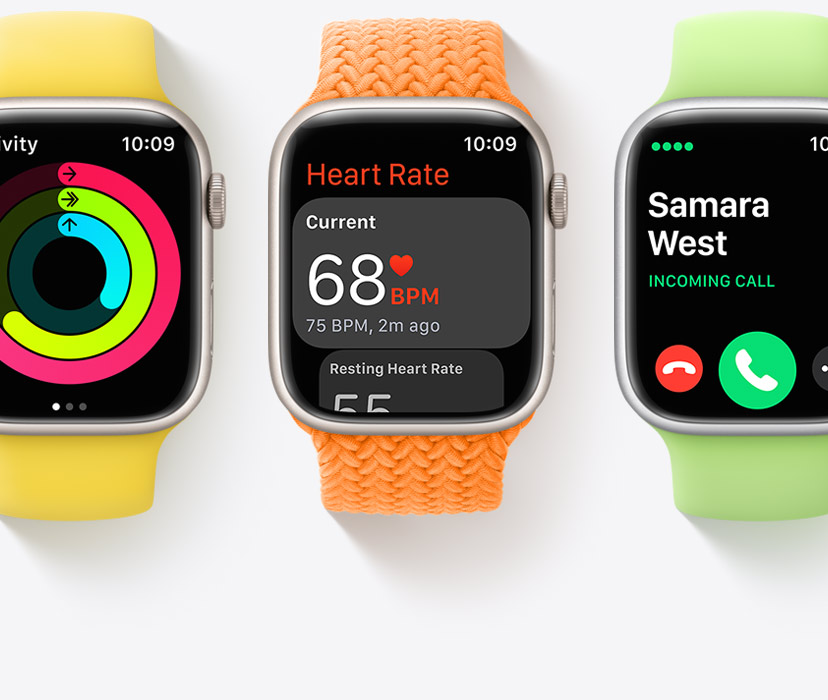 ivity 10:09
10:09
Heart Rate
Current
68 BPM
75 BPM, 2m ago
Resting Heart Rate
55
10
Samara
West
INCOMING CALL